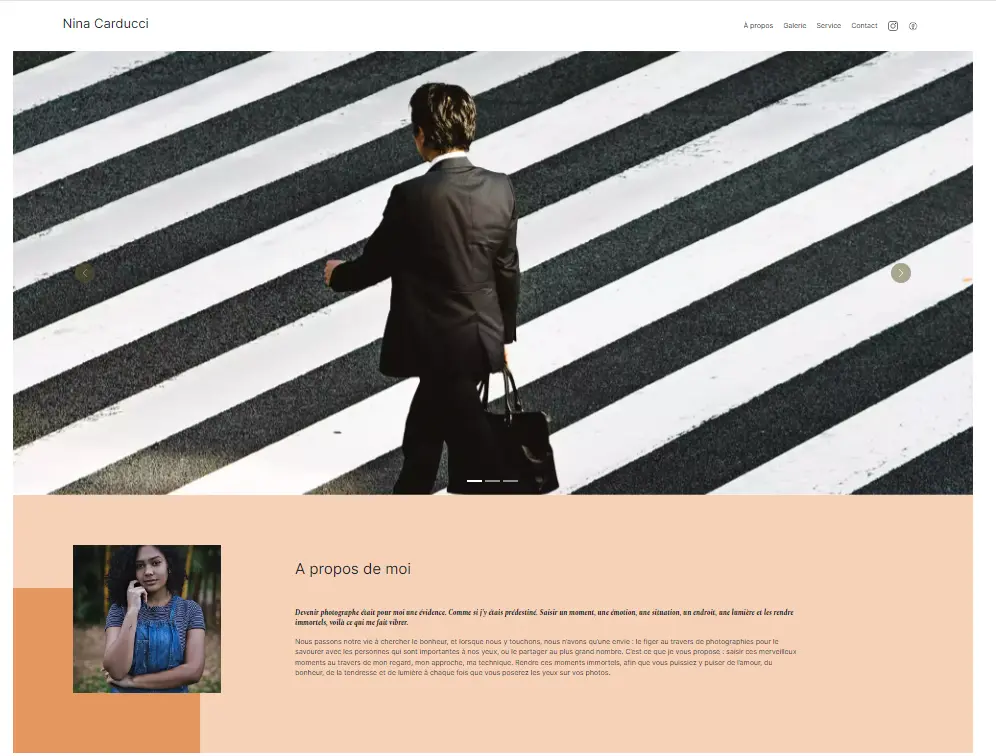 Nina Carducci
À propos Galerie Service Contact
A propos de moi
Devenir photographe était pour moi une évidence. Comme si j'y étais prédestiné. Saisir un moment, une émotion, une situation, un endroit, une lumière et les rendre
immortels, voilà ce qui me fait vibrer.
Nous passons notre vie à chercher le bonheur, et lorsque nous y touchons, nous n'avons qu'une envie : le figer au travers de photographies pour le
savourer avec les personnes qui sont importantes à nos yeux, ou le partager au plus grand nombre. C'est ce que je vous propose : saisir ces merveilleux
moments au travers de mon regard, mon approche, ma technique. Rendre ces moments immortels, afin que vous puissiez y puiser de l'amour, du
bonheur, de la tendresse et de lumière à chaque fois que vous poserez les yeux sur vos photos.